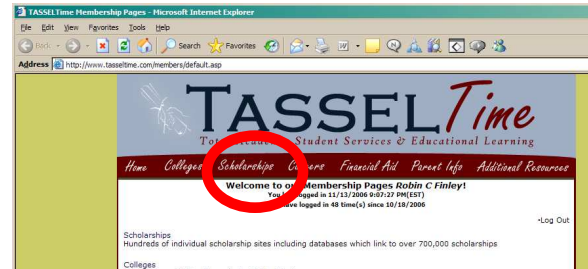 TASSELTime Membership Pages - Microsoft Internet Explorer
File Edit View Favorites Tools Help
Back Search Favorites
Address http://www.tasseltime.com/members/default.asp
TASSELTime
Student Services & Educational Learning
Home Colleges Scholarships Careers Financial Aid Parent Info Additional Resources
Welcome to our Membership Pages Robin C Finley!
You logged in 11/13/2006 9:07:27 PM(EST)
have logged in 48 time(s) since 10/18/2006
·Log Out
Scholarships
Hundreds of individual scholarship sites including databases which link to over 700,000 scholarships
Colleges